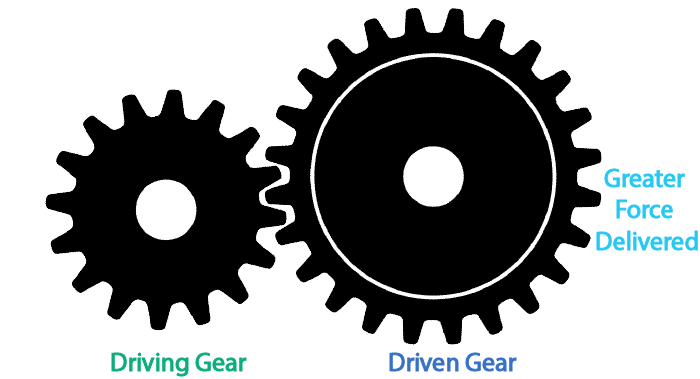 Greater
Force
Delivered
Driving Gear
Driven Gear